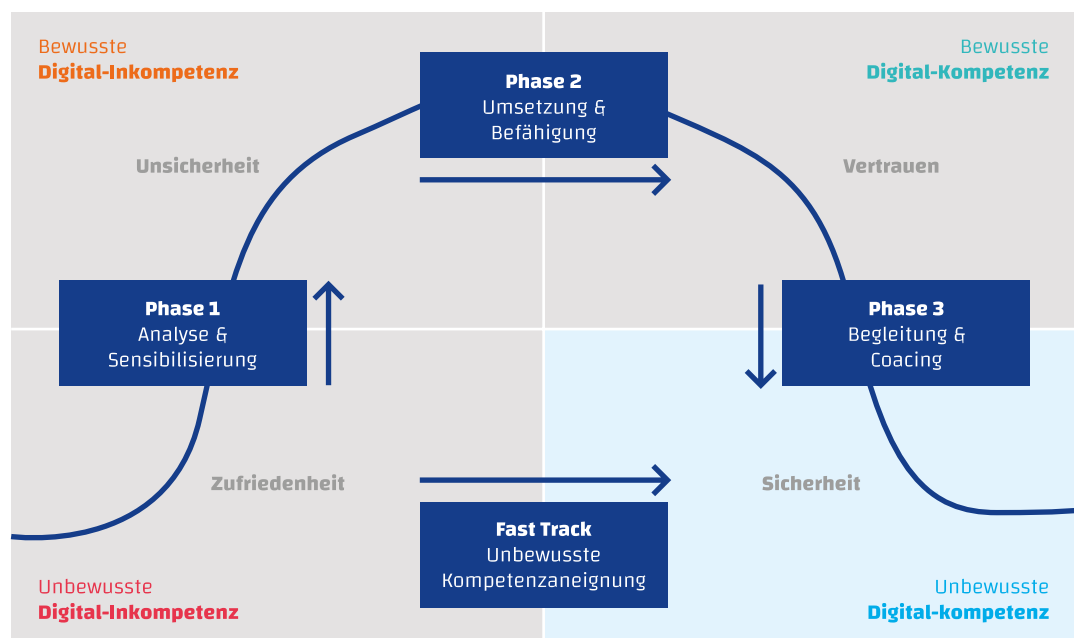 Bewusste
Digital-Inkompetenz
Bewusste
Digital-Kompetenz
Phase 2
Umsetzung &
Befähigung
Unsicherheit
Vertrauen
Phase 1
Analyse &
Sensibilisierung
Phase 3
Begleitung &
Coacing
Zufriedenheit
Sicherheit
Fast Track
Unbewusste
Kompetenzaneignung
Unbewusste
Digital-Inkompetenz
Unbewusste
Digital-kompetenz